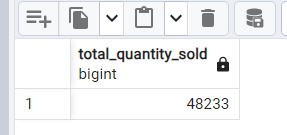 total_quantity_sold
bigint
1 48233